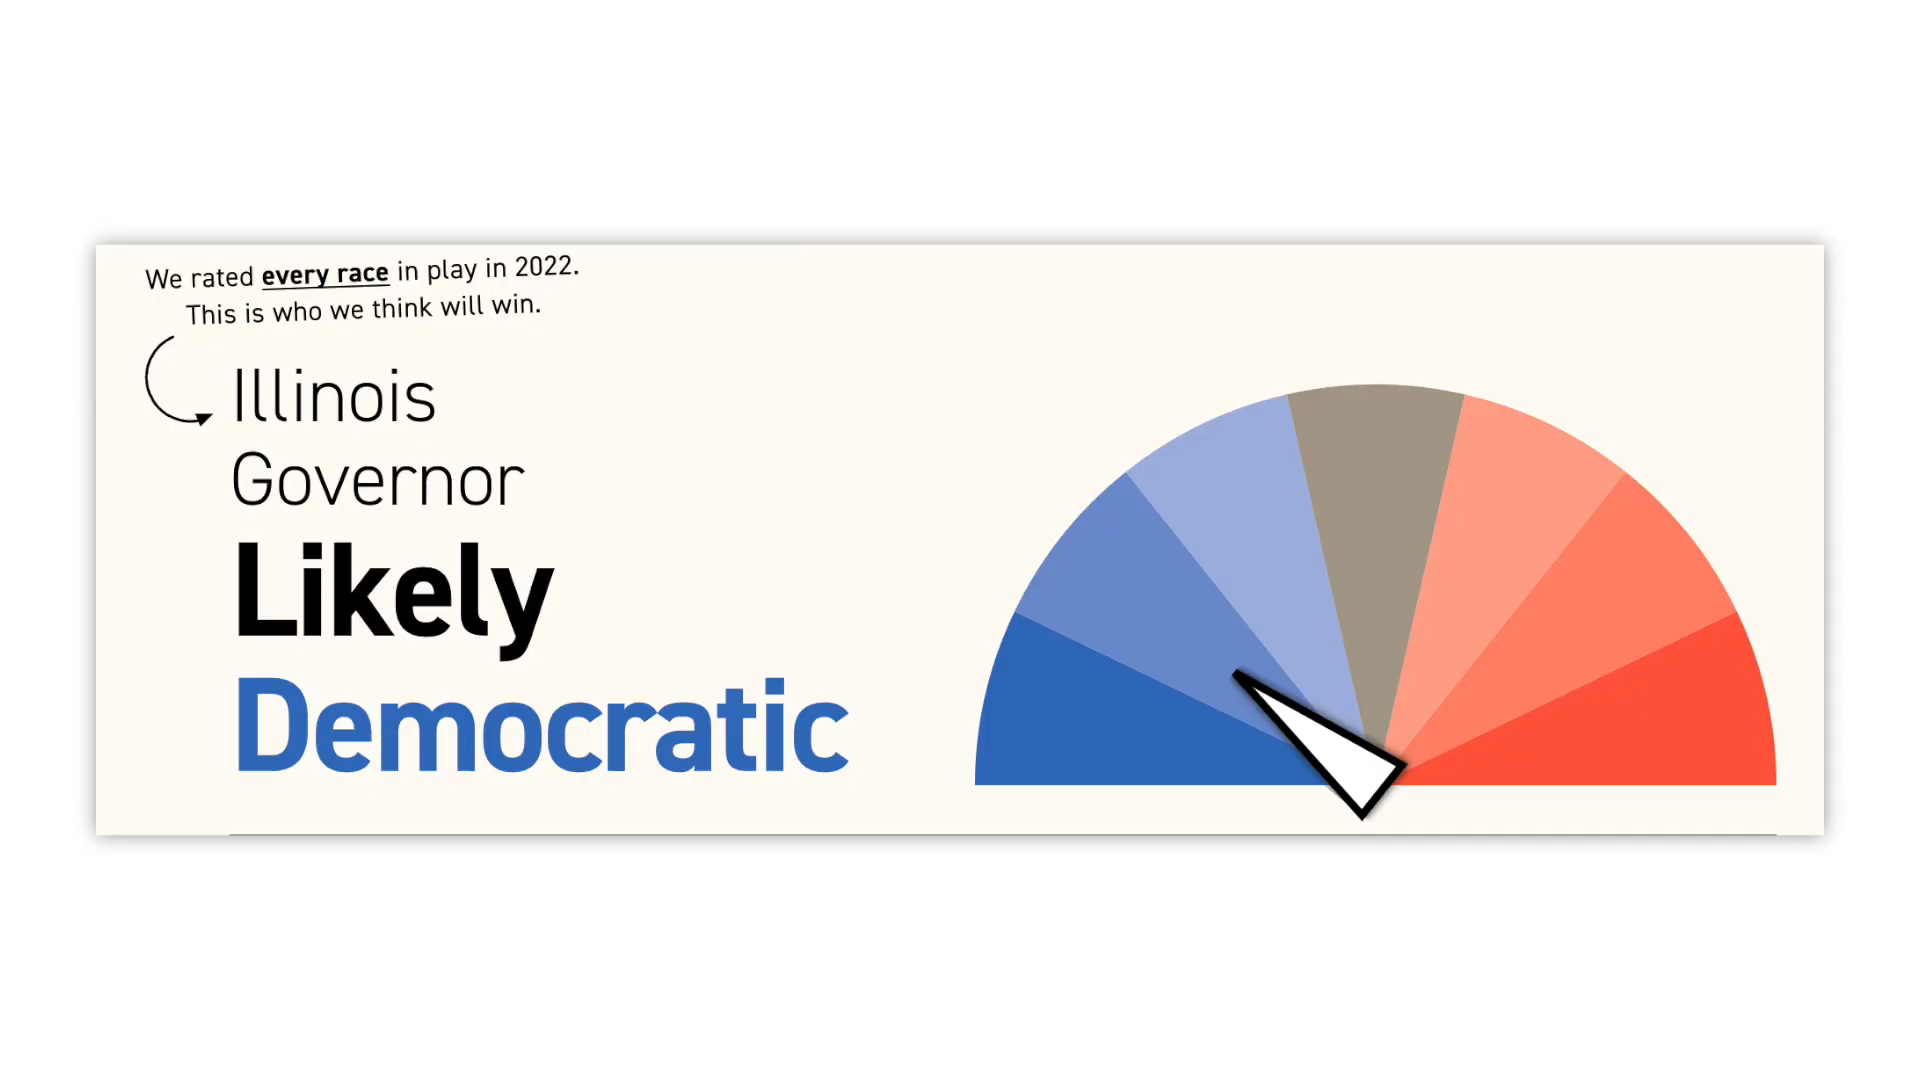 We rated every race in play in 2022.
This is who we think will win.
Illinois
Governor
Likely
Democratic